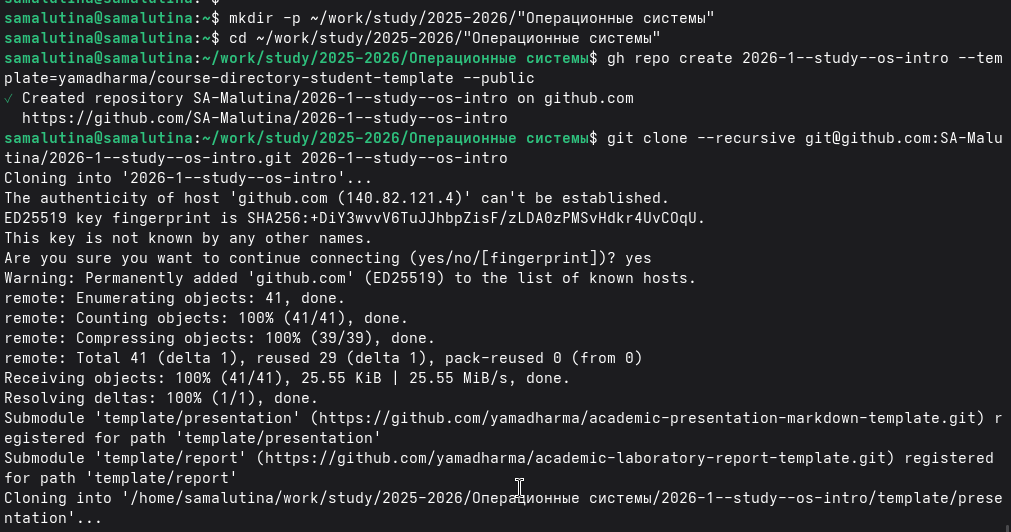 samalutina@samalutina:~$ mkdir -p ~/work/study/2025-2026/"Операционные системы"
samalutina@samalutina:~$ cd ~/work/study/2025-2026/"Операционные системы"
samalutina@samalutina:~/work/study/2025-2026/Операционные системы$ gh repo create 2026-1--study--os-intro --tem
plate=yamadharma/course-directory-student-template --public
✓ Created repository SA-Malutina/2026-1--study--os-intro on github.com
https://github.com/SA-Malutina/2026-1--study--os-intro
samalutina@samalutina:~/work/study/2025-2026/Операционные системы$ git clone --recursive git@github.com:SA-Malu
tina/2026-1--study--os-intro.git 2026-1--study--os-intro
Cloning into '2026-1--study--os-intro'...
The authenticity of host 'github.com (140.82.121.4)' can't be established.
ED25519 key fingerprint is SHA256:+DiY3wvvV6TuJJhbpZisF/zLDA0zPMSvHdkr4UvCOqU.
This key is not known by any other names.
Are you sure you want to continue connecting (yes/no/[fingerprint])? yes
Warning: Permanently added 'github.com' (ED25519) to the list of known hosts.
remote: Enumerating objects: 41, done.
remote: Counting objects: 100% (41/41), done.
remote: Compressing objects: 100% (39/39), done.
remote: Total 41 (delta 1), reused 29 (delta 1), pack-reused 0 (from 0)
Receiving objects: 100% (41/41), 25.55 KiB | 25.55 MiB/s, done.
Resolving deltas: 100% (1/1), done.
Submodule 'template/presentation' (https://github.com/yamadharma/academic-presentation-markdown-template.git) r
egistered for path 'template/presentation'
Submodule 'template/report' (https://github.com/yamadharma/academic-laboratory-report-template.git) registered
for path 'template/report'
Cloning into '/home/samalutina/work/study/2025-2026/Операционные системы/2026-1--study--os-intro/template/prese
ntation'...